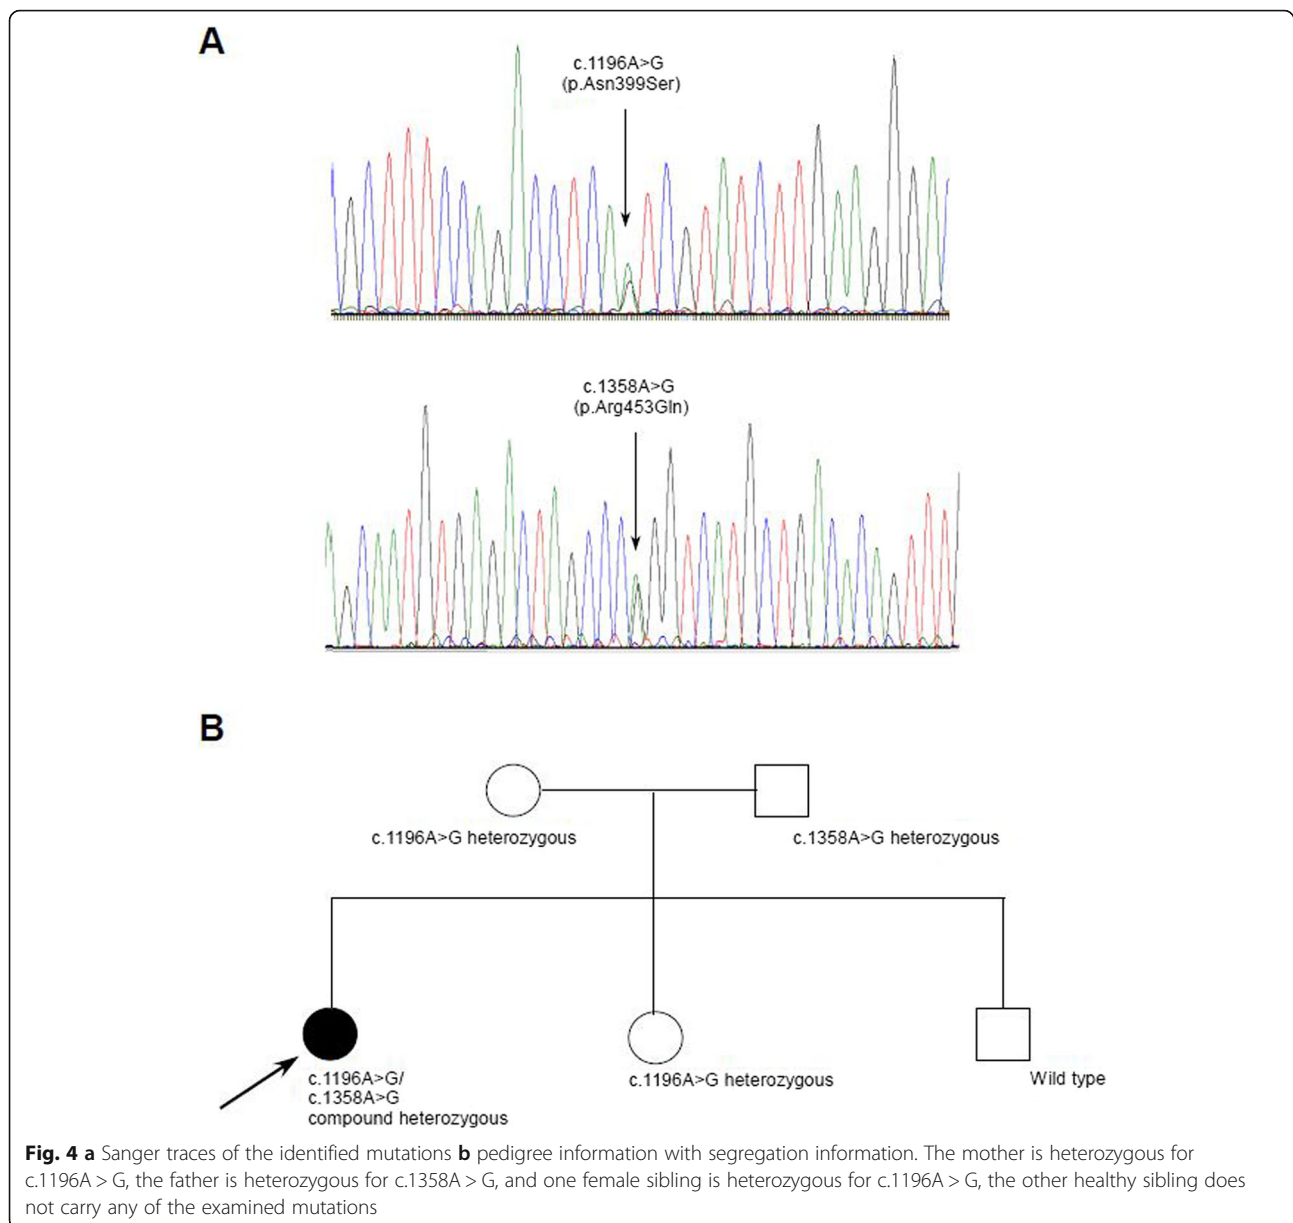 A
c.1196A>G
(p.Asn399Ser)
c.1358A>G
(p.Arg453Gln)
B
c.1196A>G heterozygous
c.1358A>G heterozygous
c.1196A>G/
c.1358A>G
compound heterozygous
c.1196A>G heterozygous
Wild type
Fig. 4 a Sanger traces of the identified mutations b pedigree information with segregation information. The mother is heterozygous for
c.1196A > G, the father is heterozygous for c.1358A > G, and one female sibling is heterozygous for c.1196A > G, the other healthy sibling does
not carry any of the examined mutations